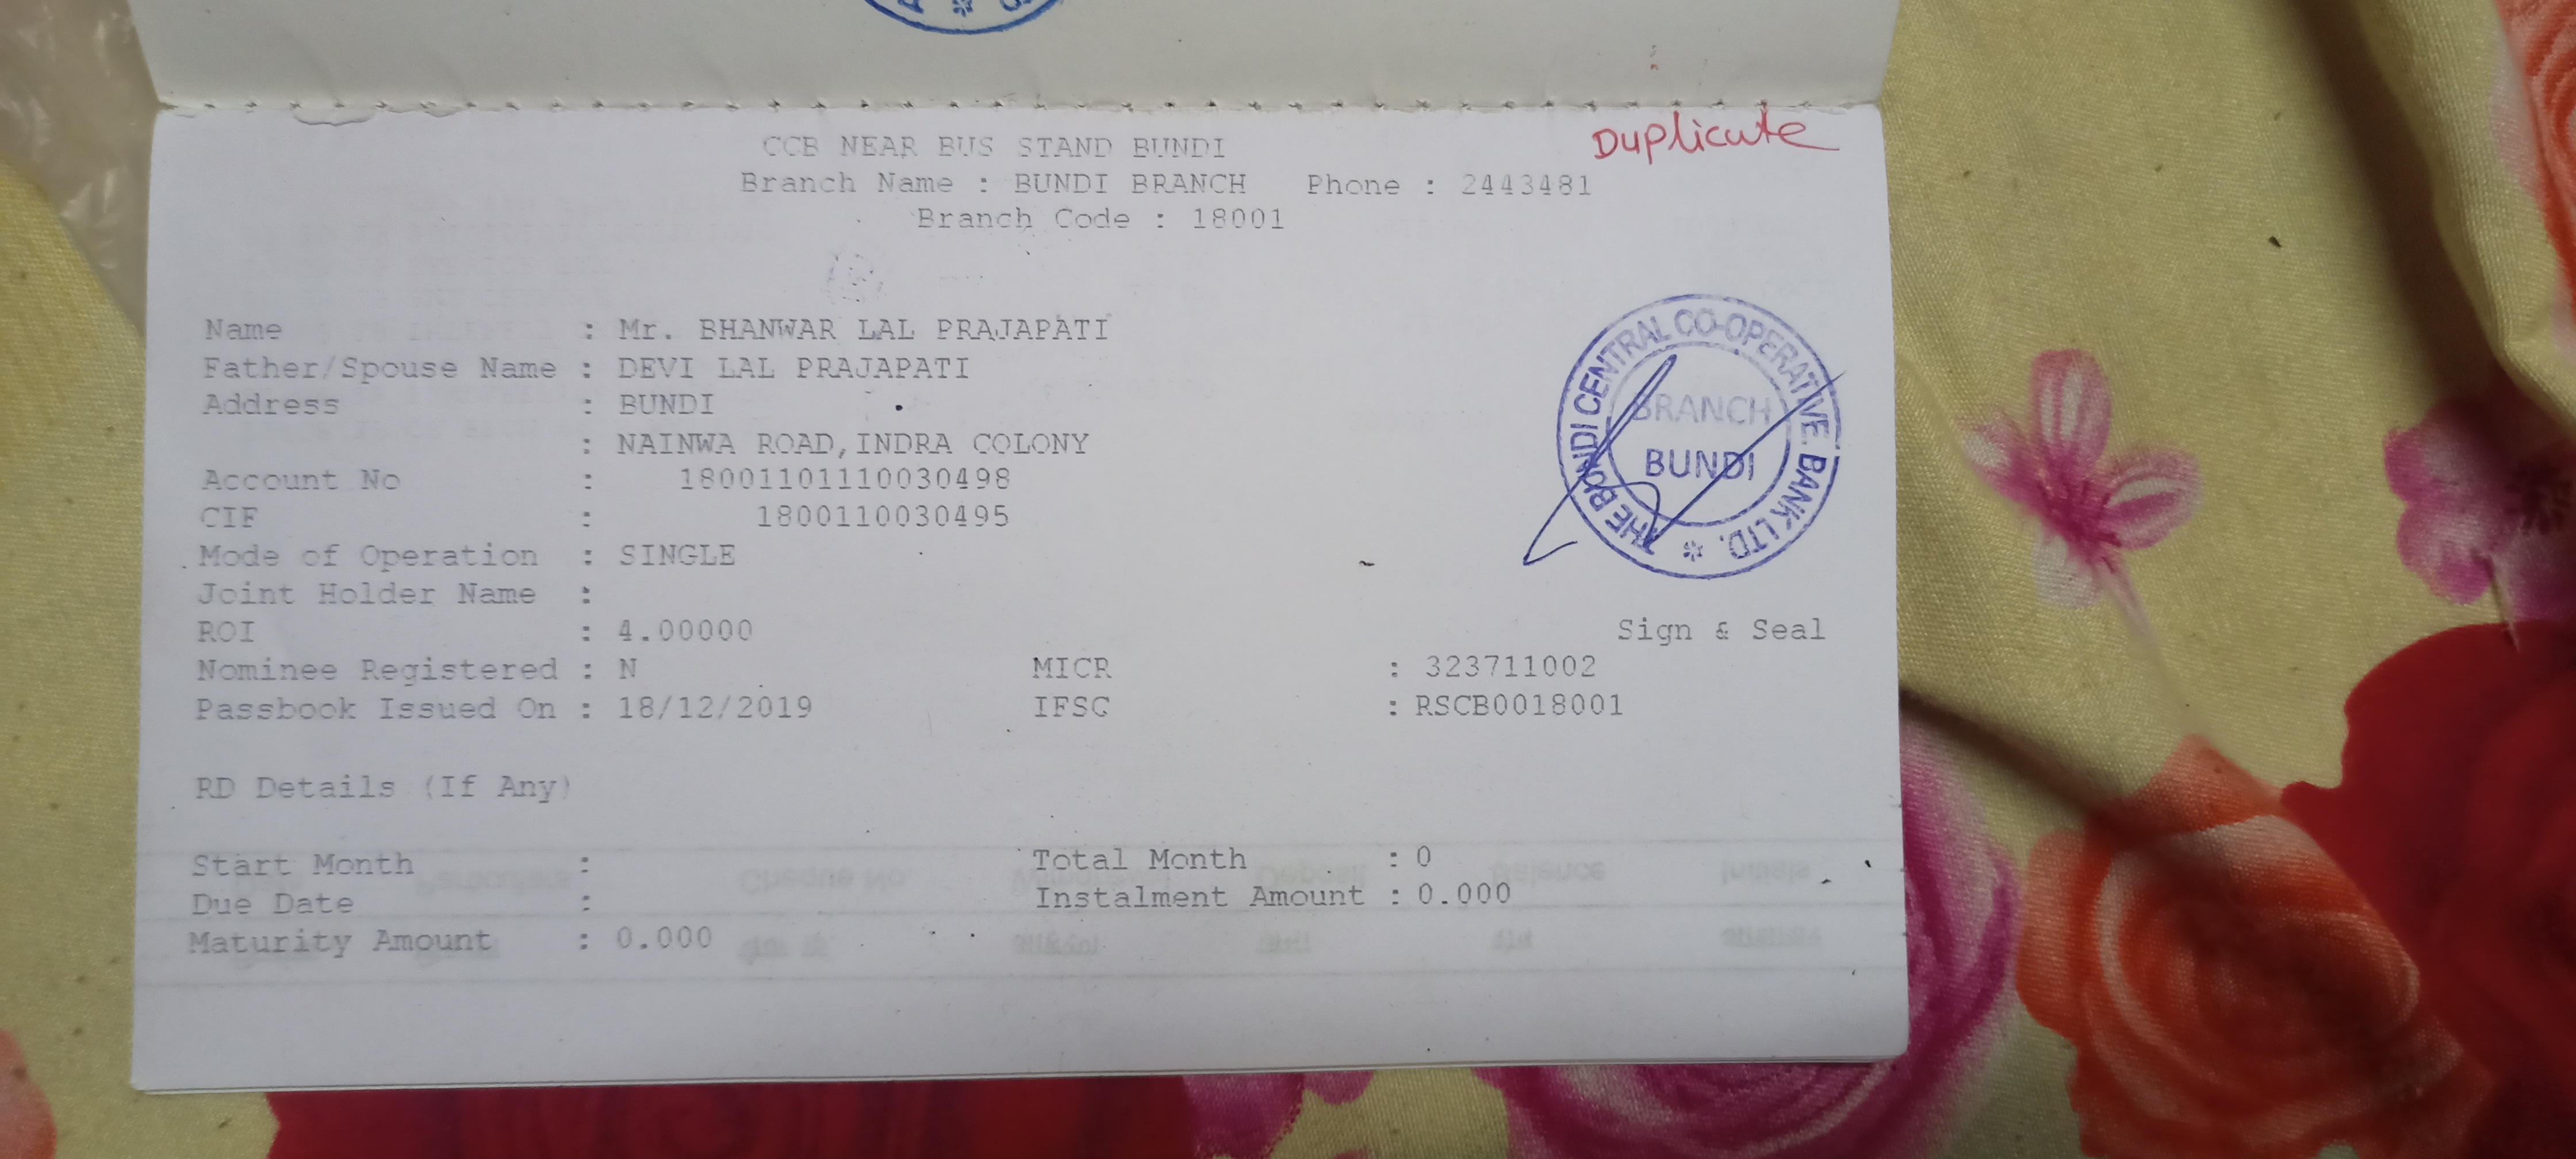 Duplicate
CCB NEAR BUS STAND BUNDI
Branch Name : BUNDI BRANCH Phone : 2443481
Branch Code : 18001
Name : Mr. BHANWAR LAL PRAJAPATI
Father/Spouse Name : DEVI LAL PRAJAPATI
Address : BUNDI
: NAINWA ROAD,INDRA COLONY
Account No : 18001101110030498
CIF : 1800110030495
Mode of Operation : SINGLE
Joint Holder Name :
ROI : 4.00000
Nominee Registered : N MICR : 323711002
Passbook Issued On : 18/12/2019 IFSC : RSCB0018001
THE BUNDI CENTRAL CO-OPERATIVE. BANK LTD.
BRANCH
BUNDI
Sign & Seal
RD Details (If Any)
Start Month : Total Month : 0
Due Date : Instalment Amount : 0.000
Maturity Amount : 0.000